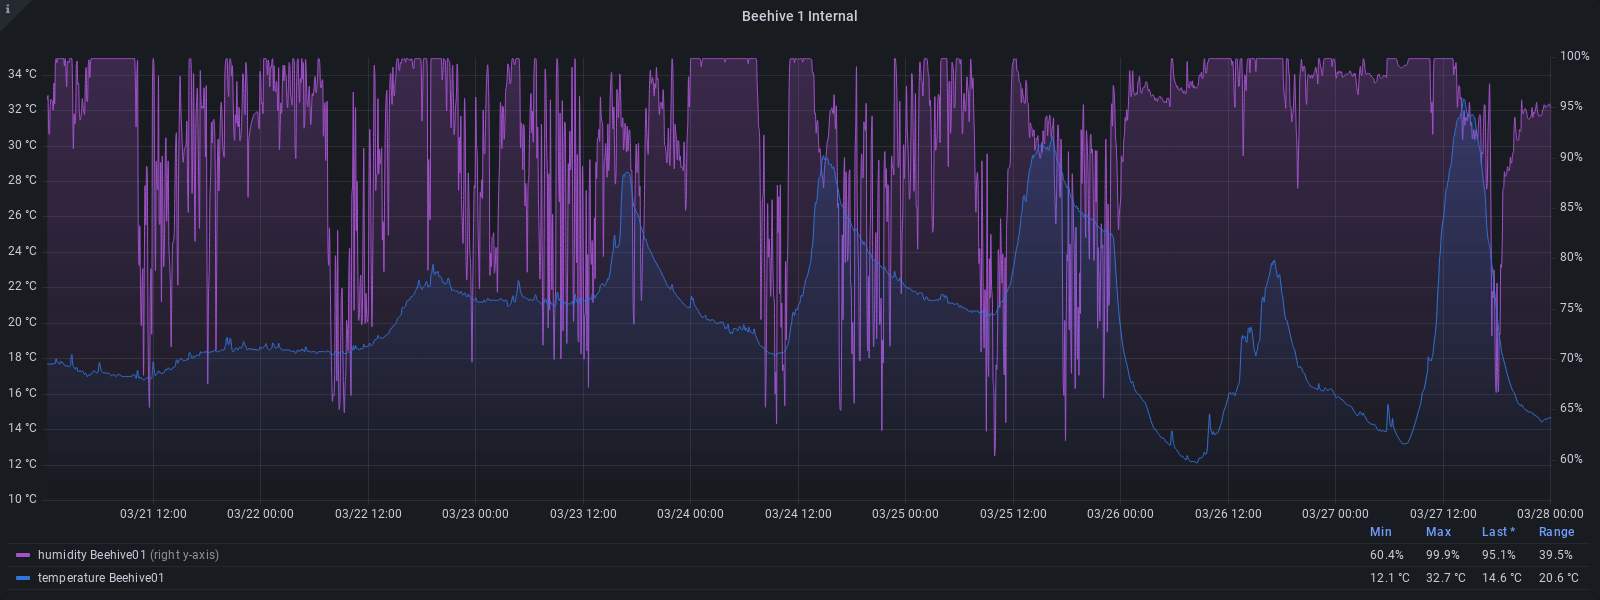 i
Beehive 1 Internal
34 °C
32 °C
30 °C
28 °C
26 °C
24 °C
22 °C
20 °C
18 °C
16 °C
14 °C
12 °C
10 °C
100%
95%
90%
85%
80%
75%
70%
65%
60%
03/21 12:00 03/22 00:00 03/22 12:00 03/23 00:00 03/23 12:00 03/24 00:00 03/24 12:00 03/25 00:00 03/25 12:00 03/26 00:00 03/26 12:00 03/27 00:00 03/27 12:00 03/28 00:00
Min Max Last * Range
humidity Beehive01 (right y-axis) 60.4% 99.9% 95.1% 39.5%
temperature Beehive01 12.1 °C 32.7 °C 14.6 °C 20.6 °C